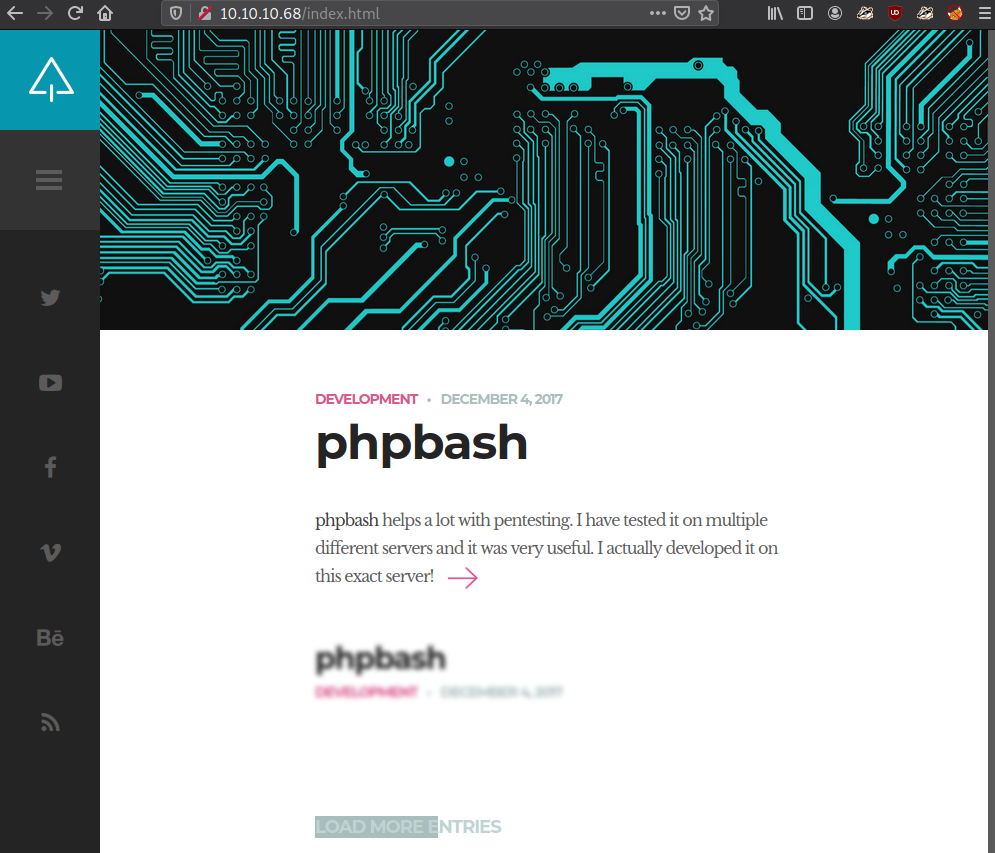 10.10.10.68/index.html
UO
DEVELOPMENT • DECEMBER 4, 2017
phpbash
phpbash helps a lot with pentesting. I have tested it on multiple
different servers and it was very useful. I actually developed it on
this exact server!
phpbash
DEVELOPMENT • DECEMBER 4, 2017
Bē
LOAD MORE ENTRIES